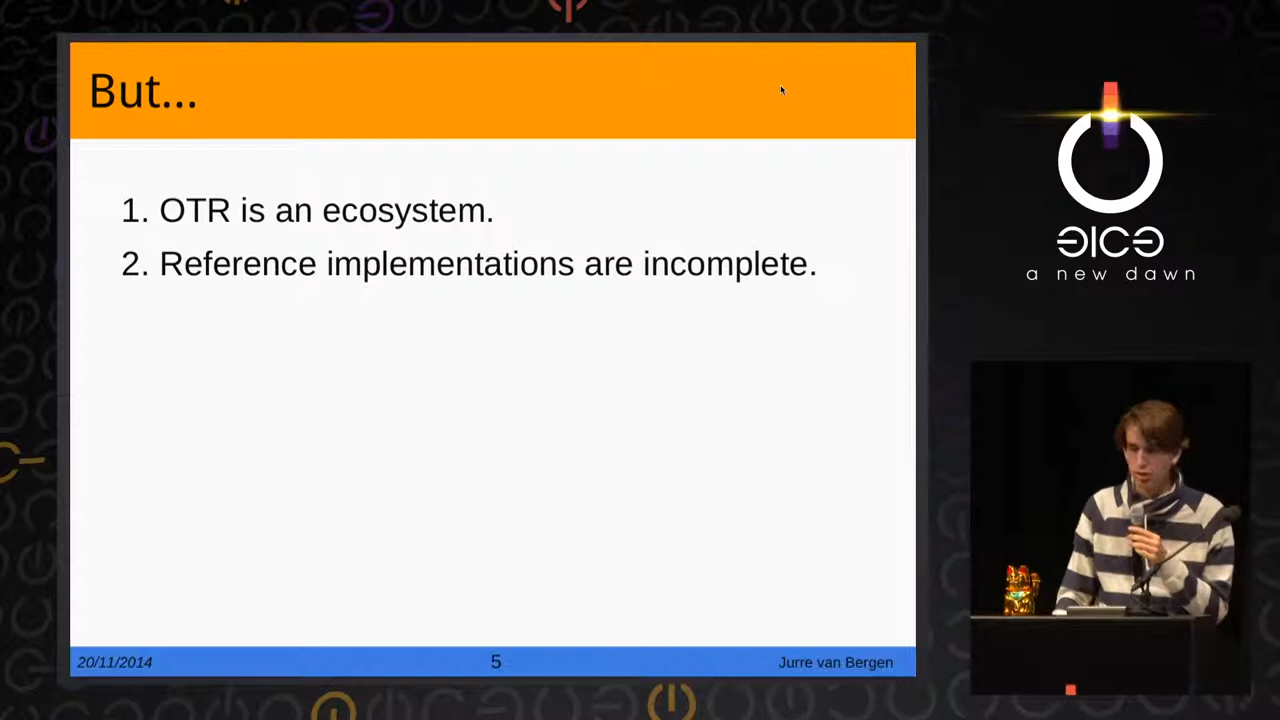 But...
1. OTR is an ecosystem.
2. Reference implementations are incomplete.
20/11/2014
5
Jurre van Bergen
a new dawn